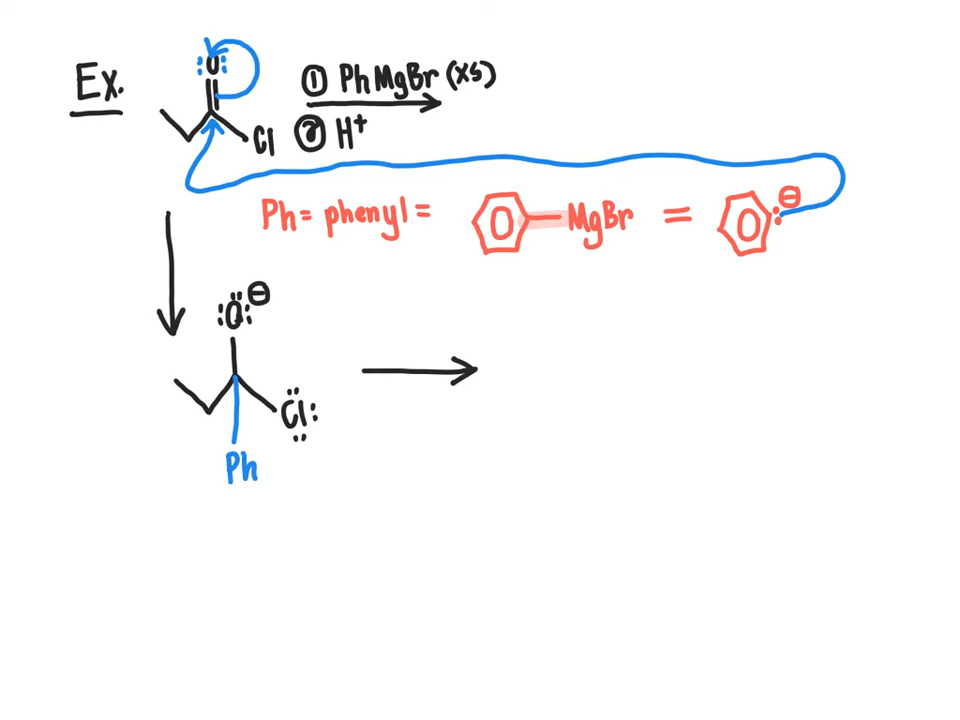 Ex.
:O:
① PhMgBr (xs)
② H⁺
Cl
Ph = phenyl = MgBr = :⊖
:Ö: ⊖
Cl:
Ph